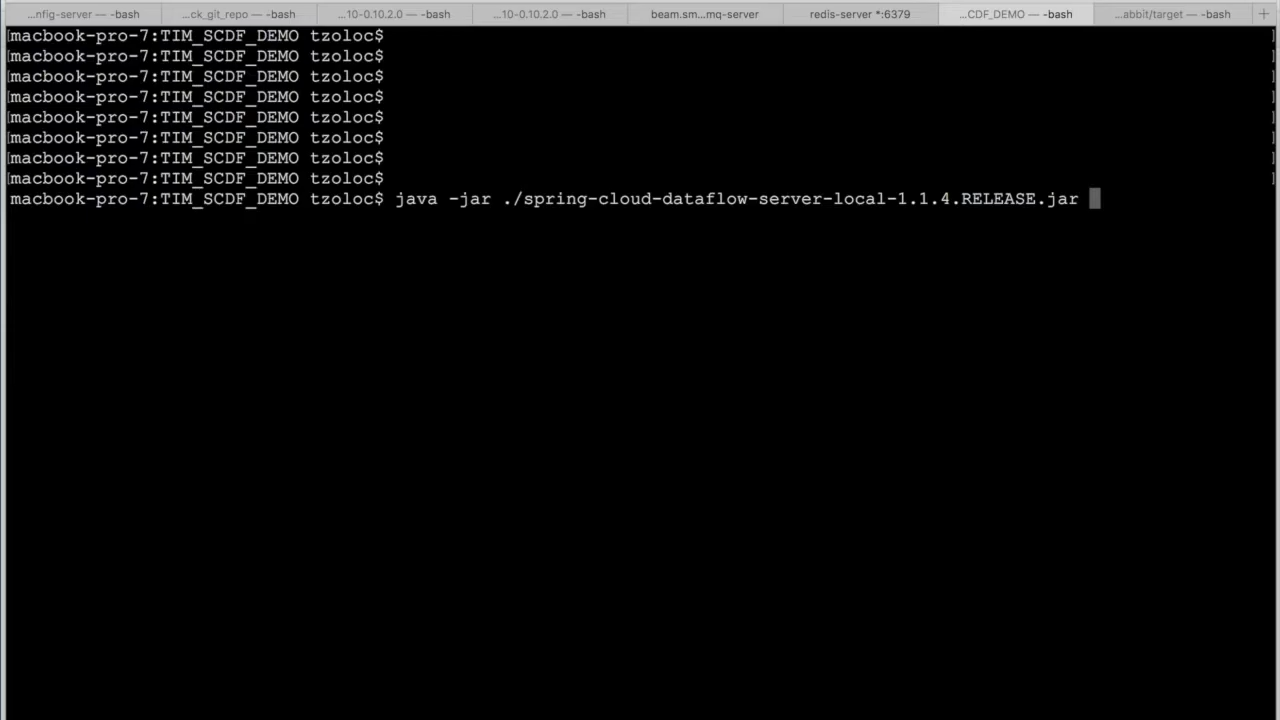 ...nfig-server — -bash ...ck_git_repo — -bash ...10-0.10.2.0 — -bash ...10-0.10.2.0 — -bash beam.sm...mq-server redis-server *:6379 ...CDF_DEMO — -bash ...abbit/target — -bash +
[macbook-pro-7:TIM_SCDF_DEMO tzoloc$ ]
[macbook-pro-7:TIM_SCDF_DEMO tzoloc$ ]
[macbook-pro-7:TIM_SCDF_DEMO tzoloc$ ]
[macbook-pro-7:TIM_SCDF_DEMO tzoloc$ ]
[macbook-pro-7:TIM_SCDF_DEMO tzoloc$ ]
[macbook-pro-7:TIM_SCDF_DEMO tzoloc$ ]
[macbook-pro-7:TIM_SCDF_DEMO tzoloc$ ]
[macbook-pro-7:TIM_SCDF_DEMO tzoloc$ ]
macbook-pro-7:TIM_SCDF_DEMO tzoloc$ java -jar ./spring-cloud-dataflow-server-local-1.1.4.RELEASE.jar